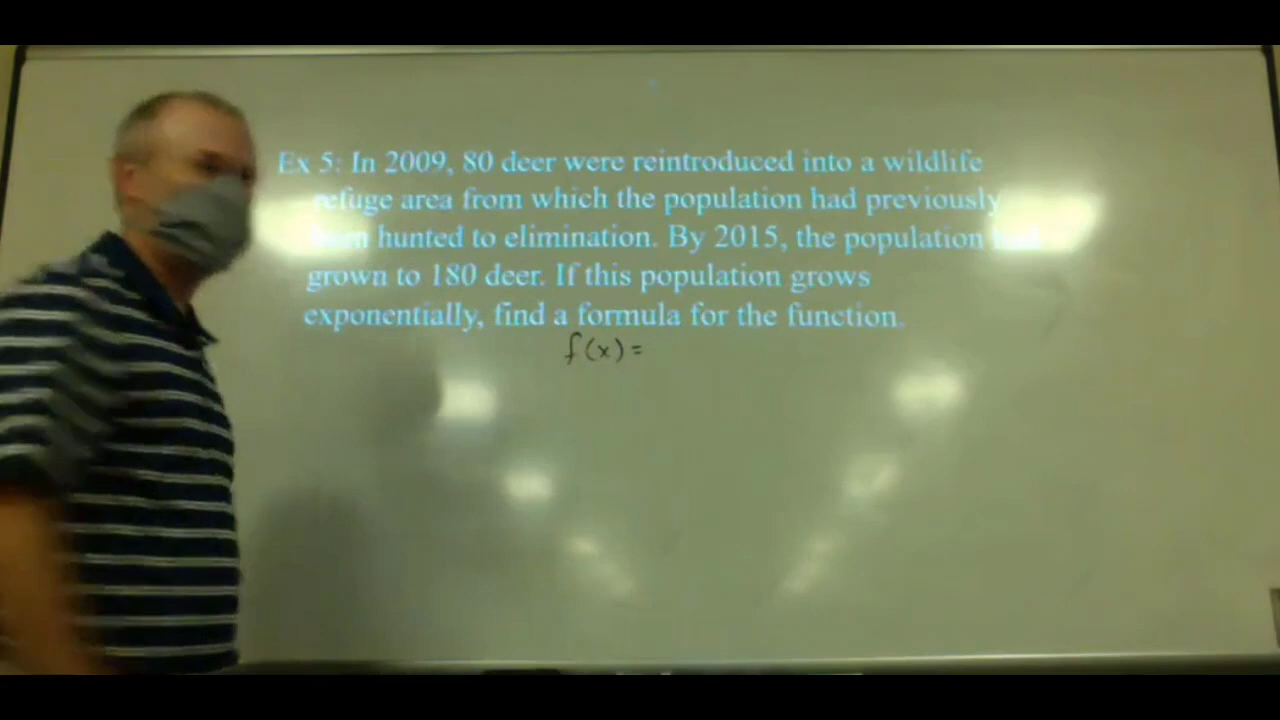 Ex 5: In 2009, 80 deer were reintroduced into a wildlife
refuge area from which the population had previously
hunted to elimination. By 2015, the population had
grown to 180 deer. If this population grows
exponentially, find a formula for the function.
f(x)=